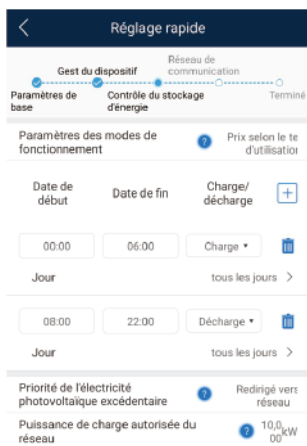 Réglage rapide
Réseau de
Gest du dispositif communication
Paramètres de Contrôle du stockage Terminé
base d'énergie
Paramètres des modes de Prix selon le te
fonctionnement d'utilisation
Date de Date de fin Charge/
début décharge
00:00 06:00 Charge
Jour tous les jours >
08:00 22:00 Décharge
Jour tous les jours >
Priorité de l'électricité Redirigé vers
photovoltaïque excédentaire réseau
Puissance de charge autorisée du 10,0
réseau 00 kW